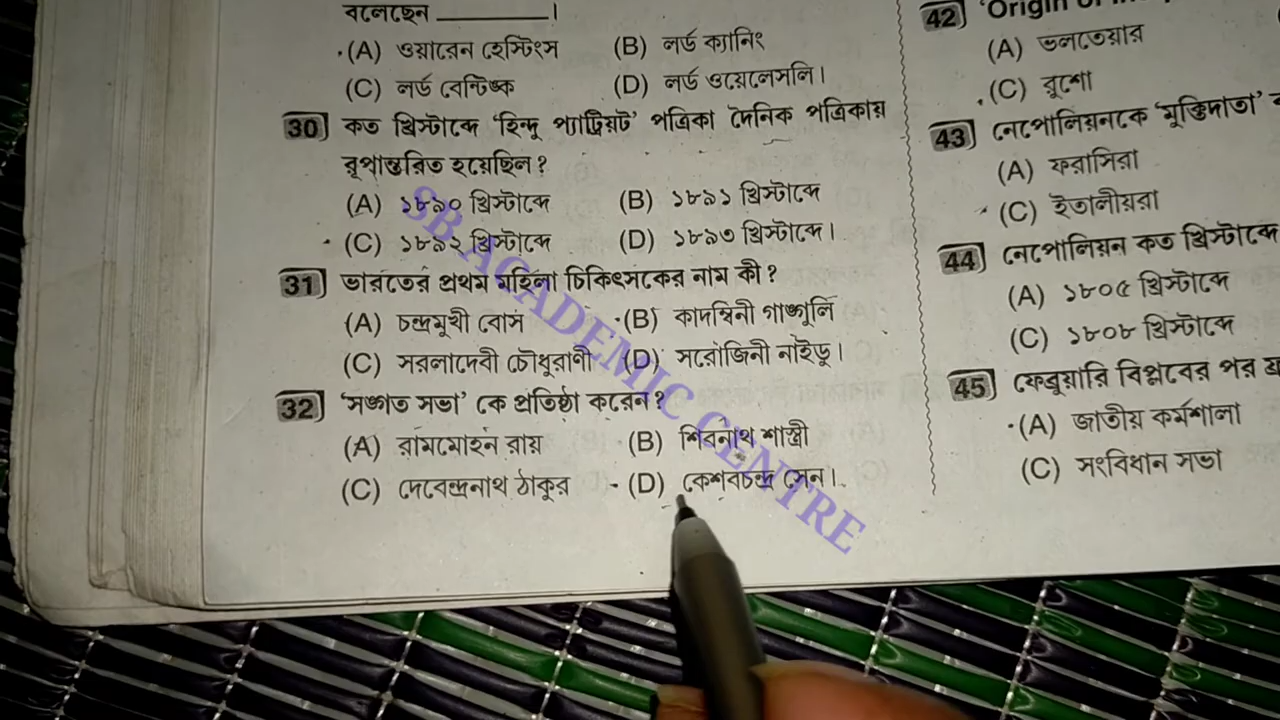 বলেছেন __________।
(A) ওয়ারেন হেস্টিংস (B) লর্ড ক্যানিং
(C) লর্ড বেন্টিঙ্ক (D) লর্ড ওয়েলেসলি।
30 কত খ্রিস্টাব্দে ‘হিন্দু প্যাট্রিয়ট’ পত্রিকা দৈনিক পত্রিকায়
রূপান্তরিত হয়েছিল?
(A) ১৮৯০ খ্রিস্টাব্দে (B) ১৮৯১ খ্রিস্টাব্দে
(C) ১৮৯২ খ্রিস্টাব্দে (D) ১৮৯৩ খ্রিস্টাব্দে।
31 ভারতের প্রথম মহিলা চিকিৎসকের নাম কী?
(A) চন্দ্রমুখী বোস (B) কাদম্বিনী গাঙ্গুলি
(C) সরলাদেবী চৌধুরাণী (D) সরোজিনী নাইডু।
32 ‘সঙ্গত সভা’ কে প্রতিষ্ঠা করেন?
(A) রামমোহন রায় (B) শিবনাথ শাস্ত্রী
(C) দেবেন্দ্রনাথ ঠাকুর (D) কেশবচন্দ্র সেন।
42 ‘Origin of
(A) ভলতেয়ার
(C) রুশো
43 নেপোলিয়নকে ‘মুক্তিদাতা’
(A) ফরাসিরা
(C) ইতালীয়রা
44 নেপোলিয়ন কত খ্রিস্টাব্দে
(A) ১৮০৫ খ্রিস্টাব্দে
(C) ১৮০৮ খ্রিস্টাব্দে
45 ফেব্রুয়ারি বিপ্লবের পর
(A) জাতীয় কর্মশালা
(C) সংবিধান সভা
SB ACADEMIC CENTRE